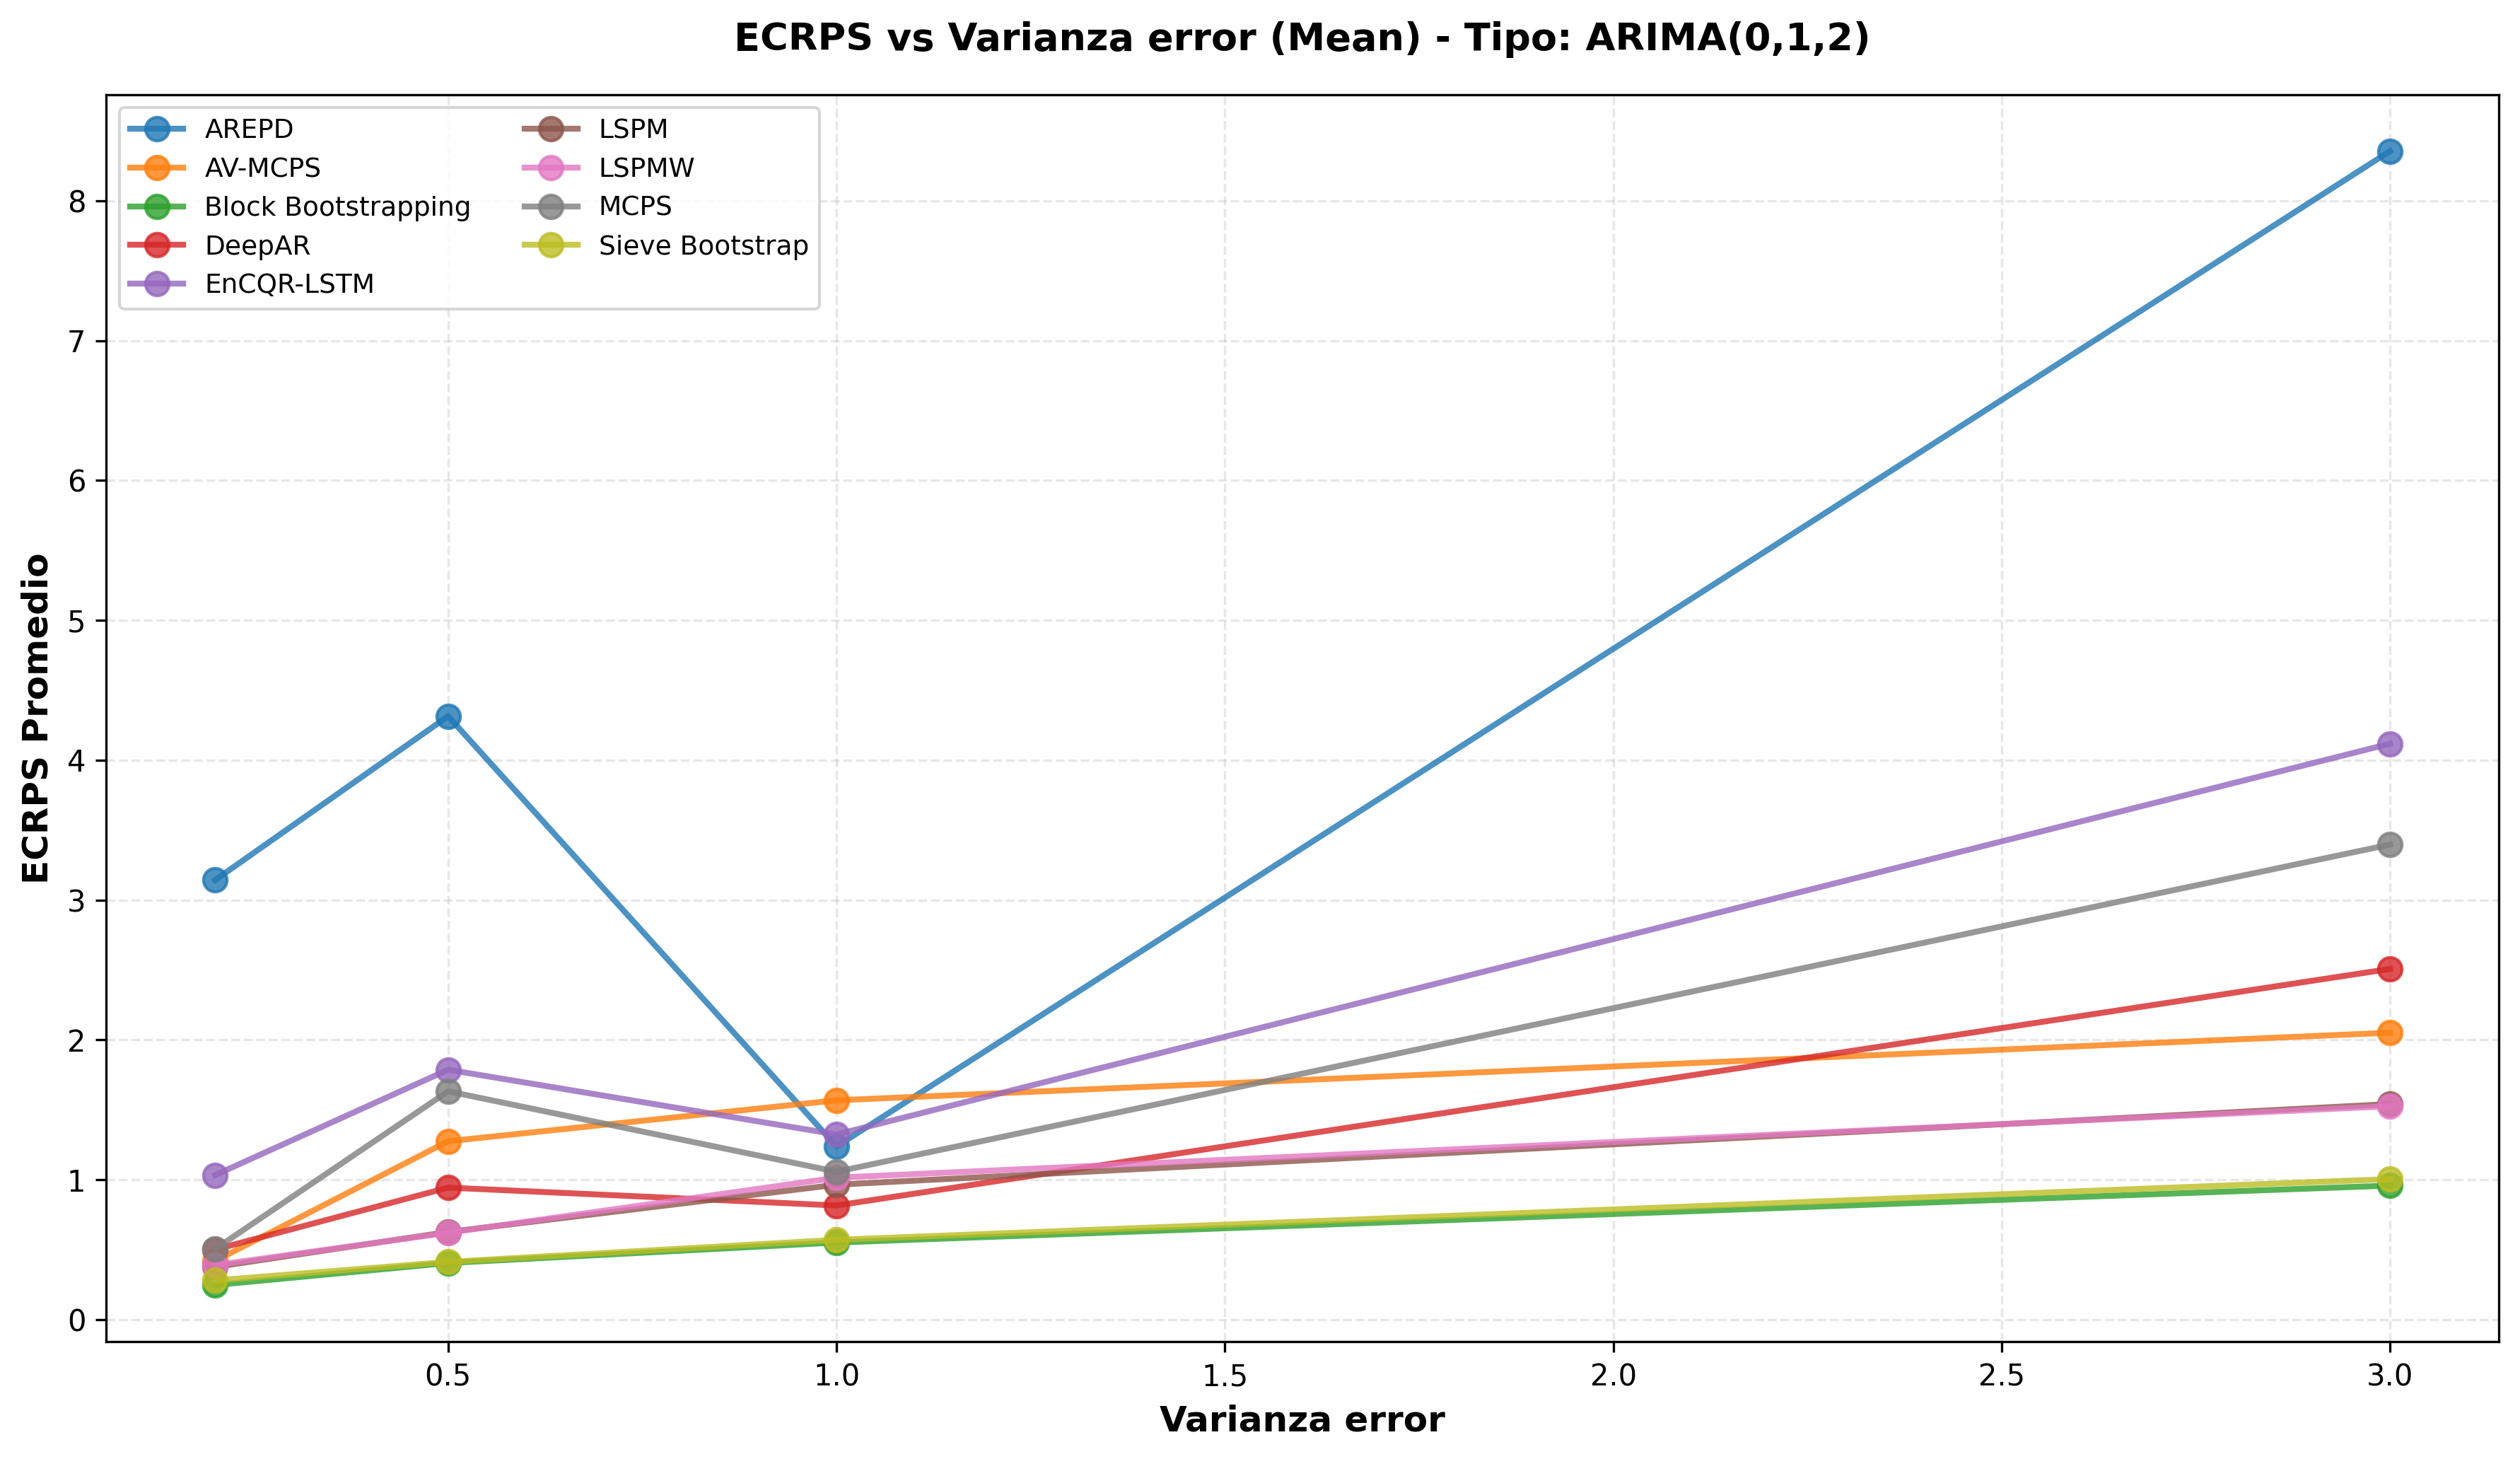 ECRPS vs Varianza error (Mean) - Tipo: ARIMA(0,1,2)
AREPD
AV-MCPS
Block Bootstrapping
DeepAR
EnCQR-LSTM
LSPM
LSPMW
MCPS
Sieve Bootstrap
ECRPS Promedio
8
7
6
5
4
3
2
1
0
0.5
1.0
1.5
2.0
2.5
3.0
Varianza error